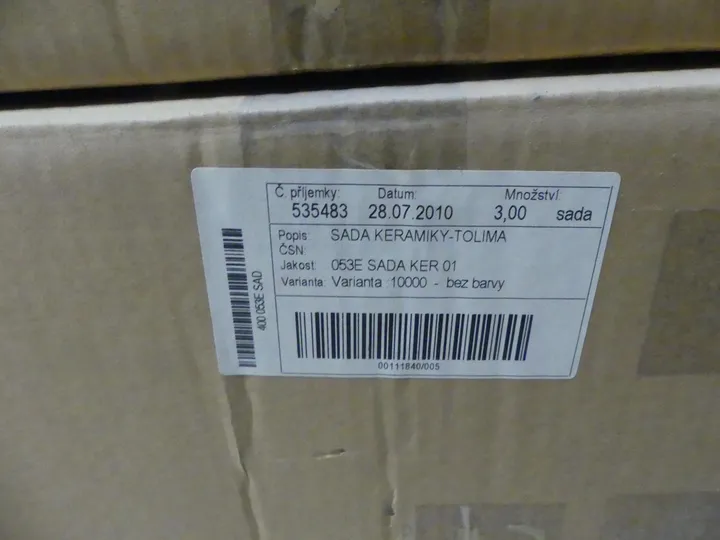 Č. příjemky: Datum: Množství:
535483 28.07.2010 3,00 sada
Popis: SADA KERAMIKY-TOLIMA
ČSN:
Jakost: 053E SADA KER 01
Varianta: Varianta :10000 - bez barvy
00111840/005
400 053E SAD